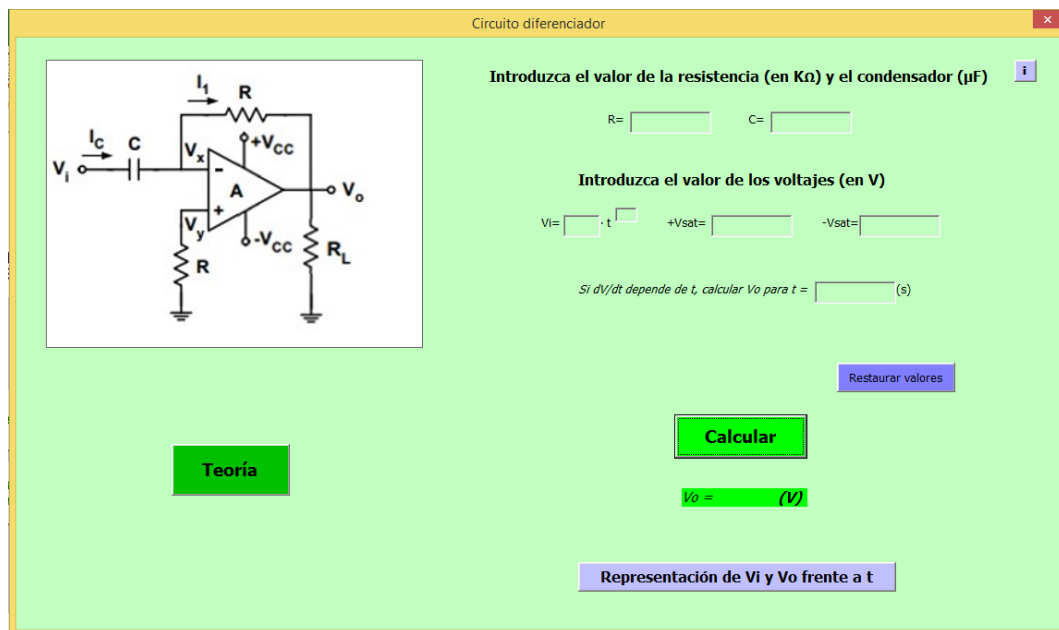 Circuito diferenciador
I1
R
IC
C
Vx
+VCC
Vi
-
A
Vo
+
Vy
-VCC
R
RL
Introduzca el valor de la resistencia (en KΩ) y el condensador (µF)
i
R=
C=
Introduzca el valor de los voltajes (en V)
Vi= · t +Vsat= -Vsat=
Si dV/dt depende de t, calcular Vo para t = (s)
Restaurar valores
Calcular
Teoría
Vo = (V)
Representación de Vi y Vo frente a t